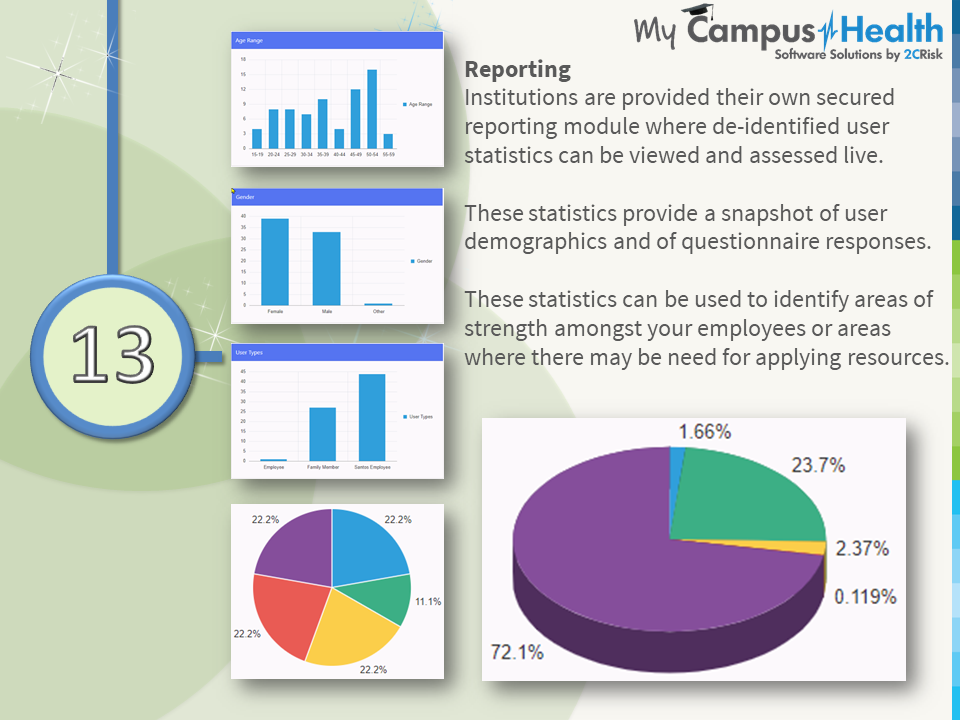 My Campus Health
Software Solutions by 2CRisk
Reporting
Institutions are provided their own secured
reporting module where de-identified user
statistics can be viewed and assessed live.
These statistics provide a snapshot of user
demographics and of questionnaire responses.
These statistics can be used to identify areas of
strength amongst your employees or areas
where there may be need for applying resources.
13
Age Range
18
15
12
9
6
3
0
Age Range
15-19 20-24 25-29 30-34 35-39 40-44 45-49 50-54 55-59
Gender
40
35
30
25
20
15
10
5
0
Gender
Female Male Other
User Types
45
40
35
30
25
20
15
10
5
0
User Types
Employee Family Member Santos Employee
22.2% 22.2%
11.1%
22.2%
22.2%
1.66%
23.7%
2.37%
0.119%
72.1%